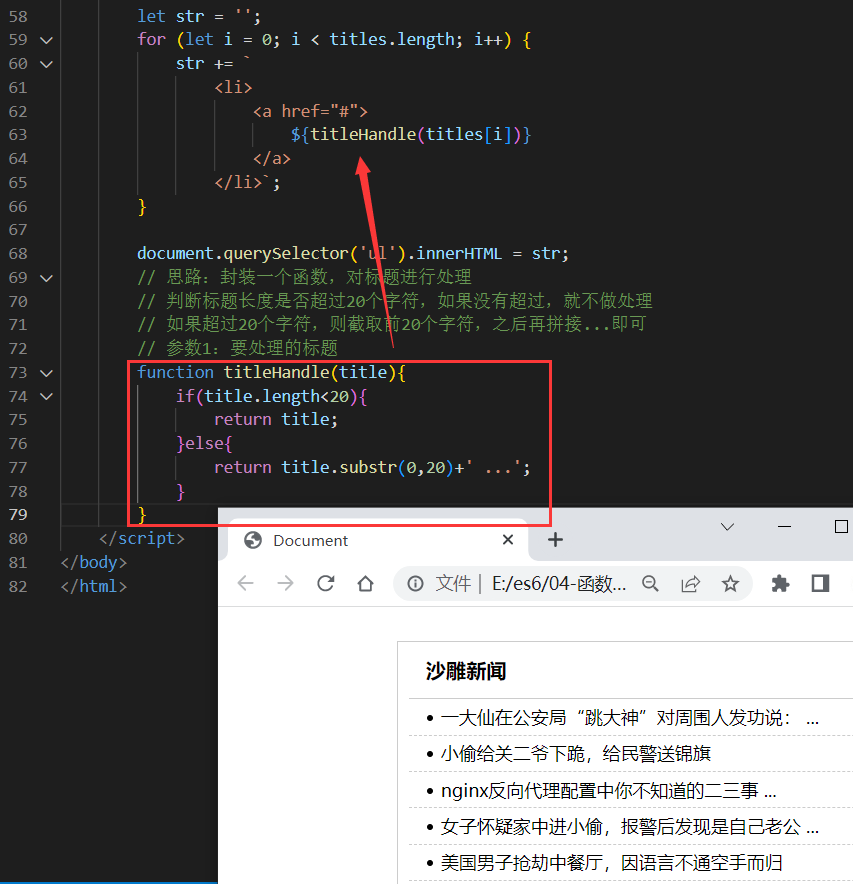 58 let str = '';
59 for (let i = 0; i < titles.length; i++) {
60 str += `
61 <li>
62 <a href="#">
63 ${titleHandle(titles[i])}
64 </a>
65 </li>`;
66 }
67
68 document.querySelector('ul').innerHTML = str;
69 // 思路：封装一个函数，对标题进行处理
70 // 判断标题长度是否超过20个字符，如果没有超过，就不做处理
71 // 如果超过20个字符，则截取前20个字符，之后再拼接...即可
72 // 参数1：要处理的标题
73 function titleHandle(title){
74 if(title.length<20){
75 return title;
76 }else{
77 return title.substr(0,20)+' ...';
78 }
79 }
80 </script>
81 </body>
82 </html>
Document
文件 | E:/es6/04-函数...
沙雕新闻
• 一大仙在公安局“跳大神”对周围人发功说： ...
• 小偷给关二爷下跪，给民警送锦旗
• nginx反向代理配置中你不知道的二三事 ...
• 女子怀疑家中进小偷，报警后发现是自己老公 ...
• 美国男子抢劫中餐厅，因语言不通空手而归